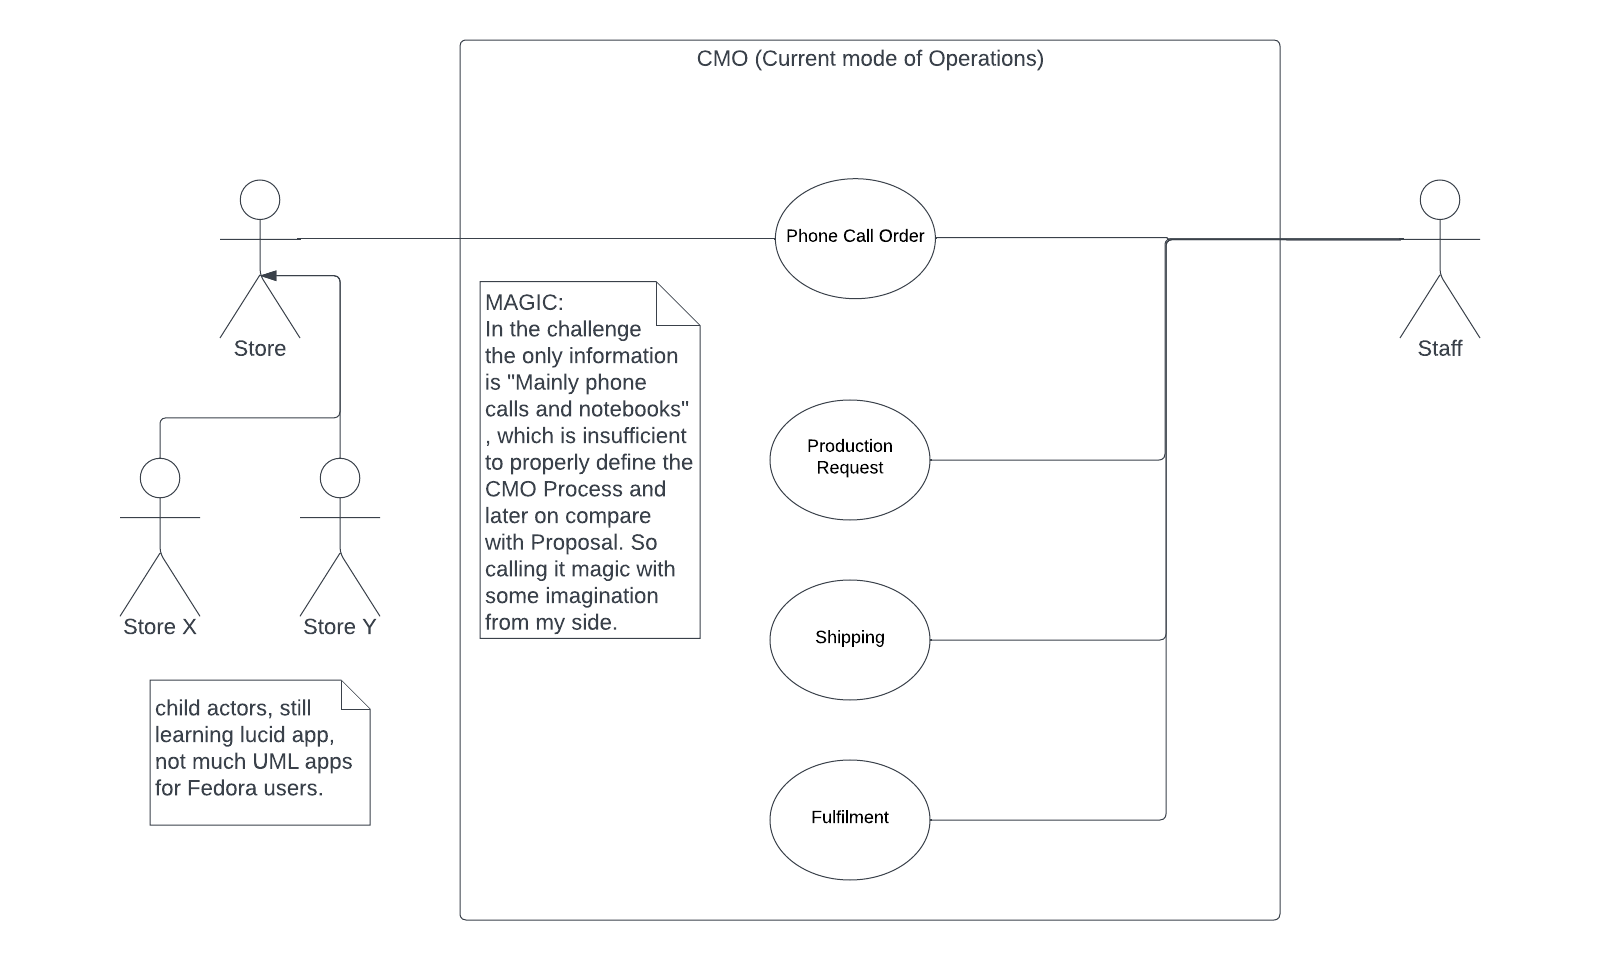 CMO (Current mode of Operations)
Phone Call Order
Store
Staff
MAGIC:
In the challenge
the only information
is "Mainly phone
calls and notebooks"
, which is insufficient
to properly define the
CMO Process and
later on compare
with Proposal. So
calling it magic with
some imagination
from my side.
Production
Request
Shipping
Fulfilment
Store X
Store Y
child actors, still
learning lucid app,
not much UML apps
for Fedora users.